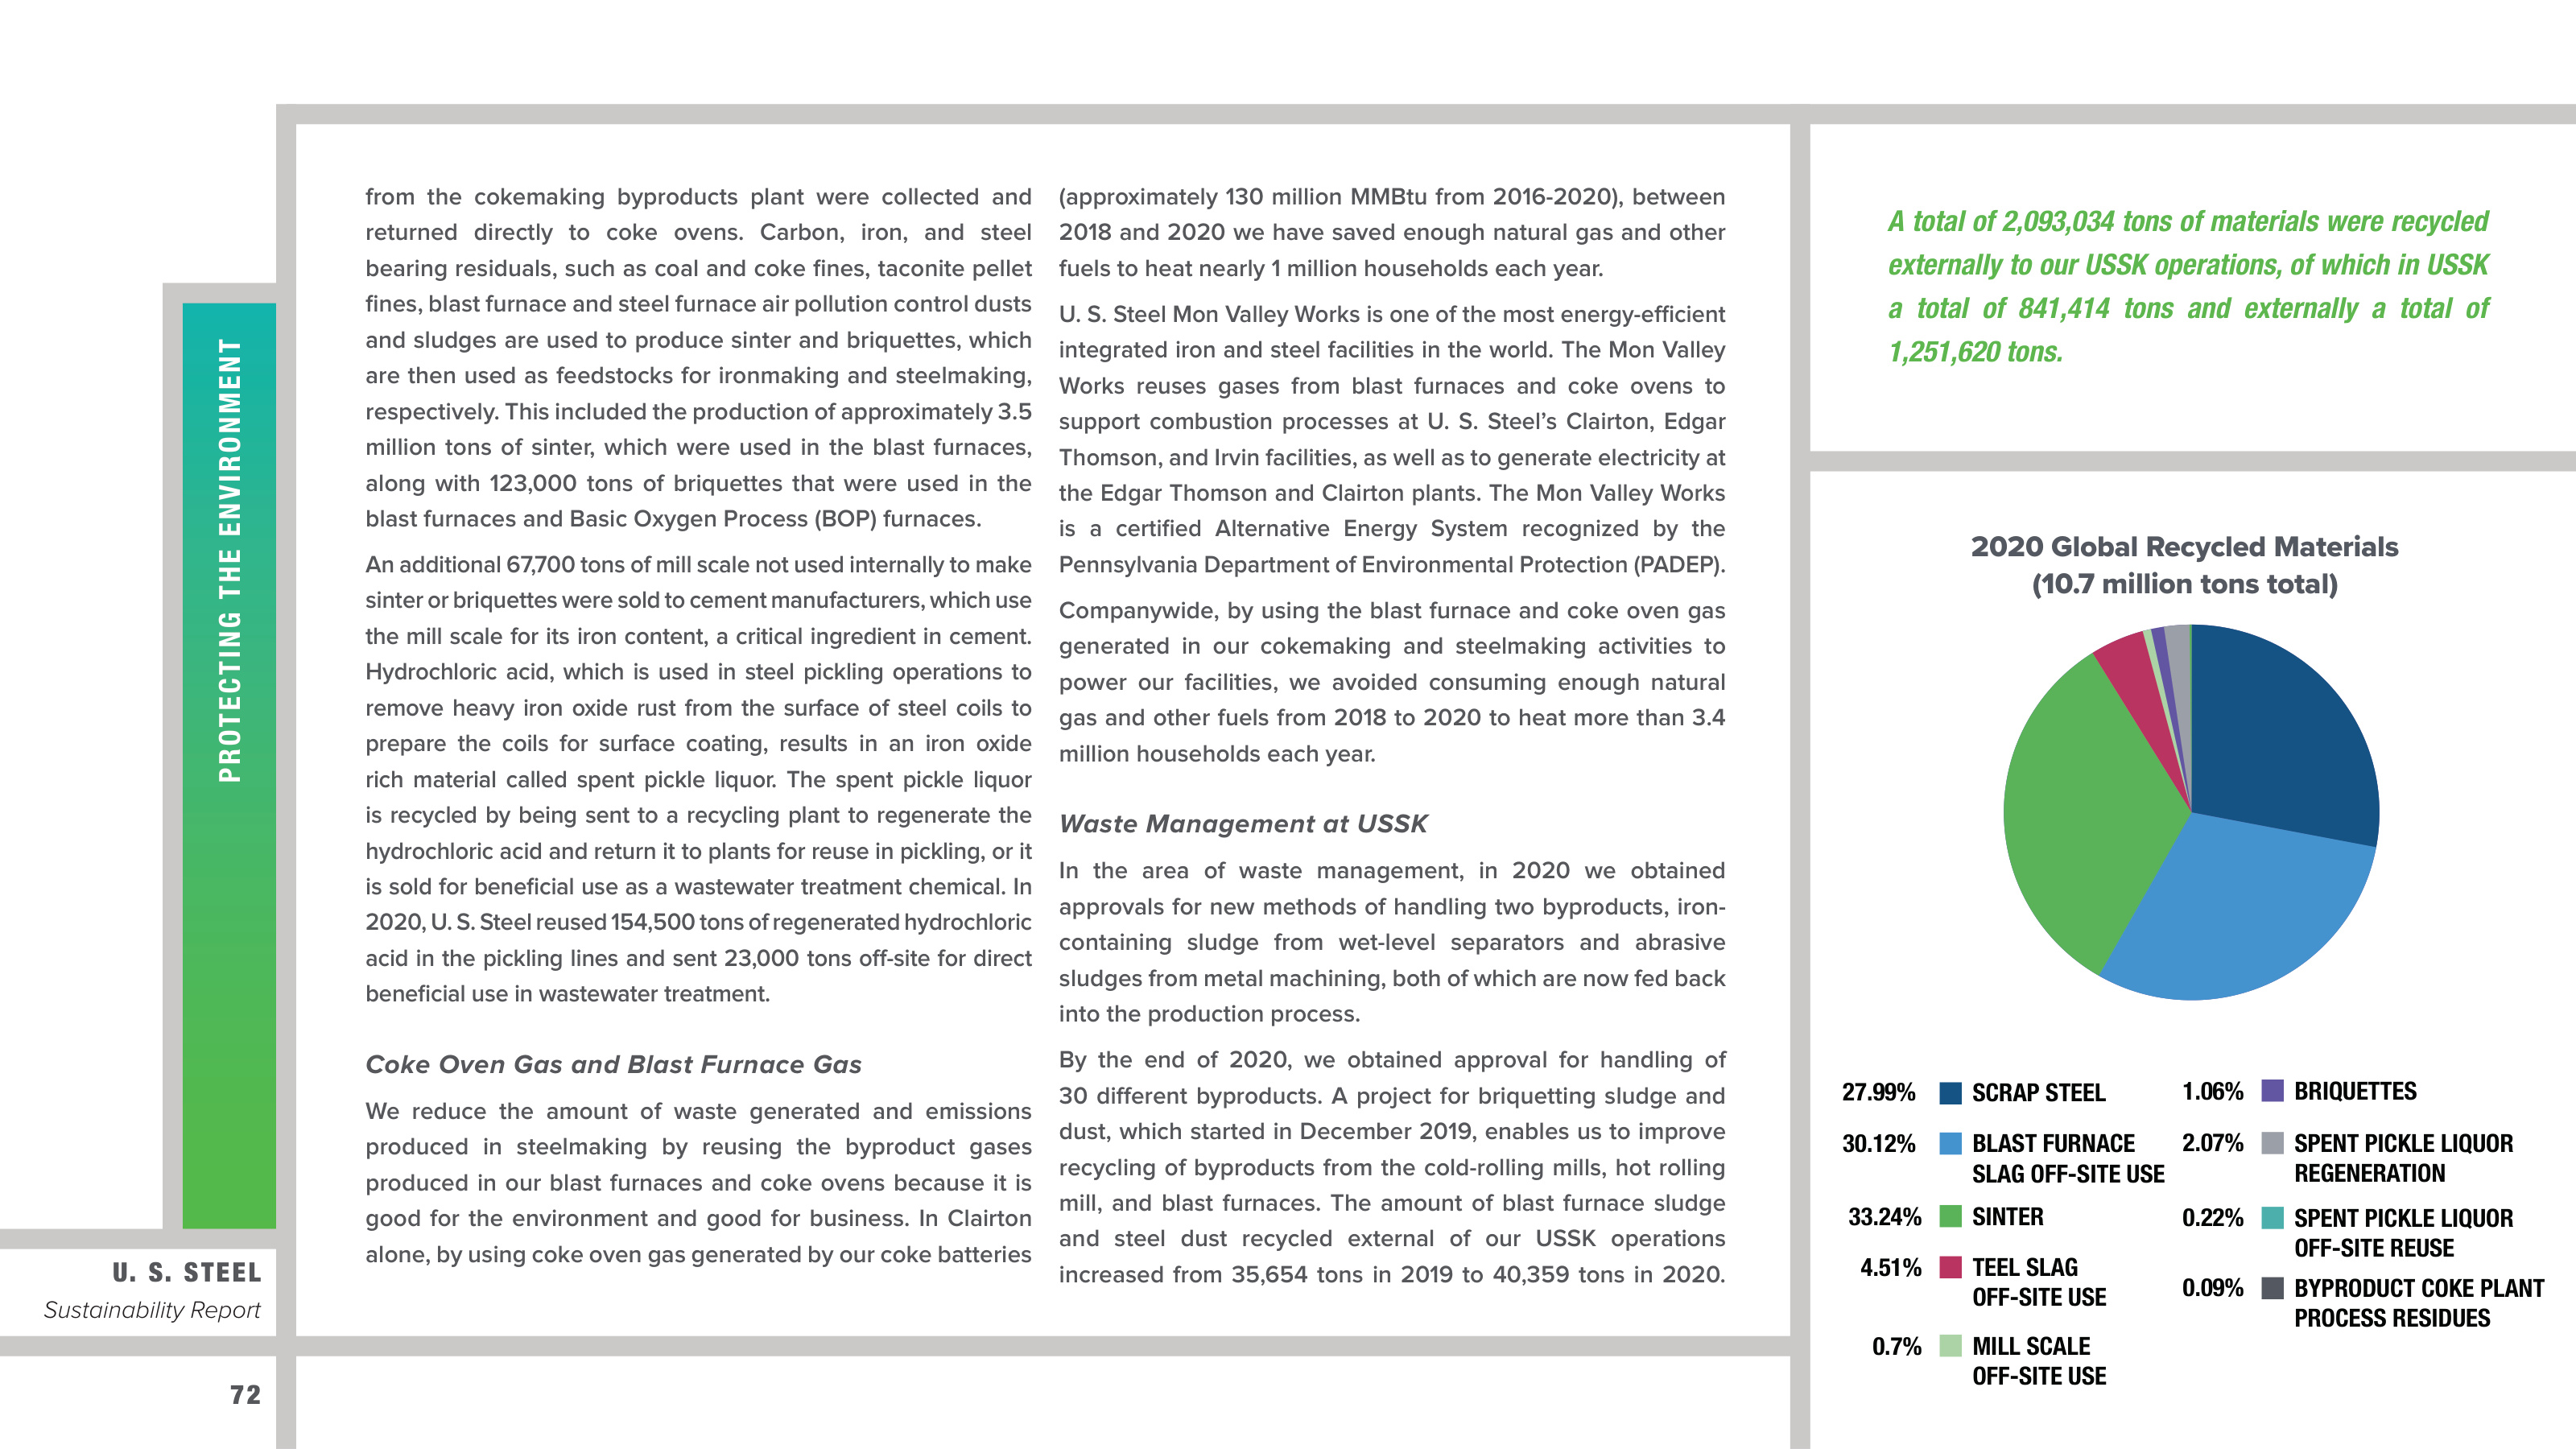 PROTECTING THE ENVIRONMENT
U. S. STEEL
Sustainability Report
72
from the cokemaking byproducts plant were collected and
returned directly to coke ovens. Carbon, iron, and steel
bearing residuals, such as coal and coke fines, taconite pellet
fines, blast furnace and steel furnace air pollution control dusts
and sludges are used to produce sinter and briquettes, which
are then used as feedstocks for ironmaking and steelmaking,
respectively. This included the production of approximately 3.5
million tons of sinter, which were used in the blast furnaces,
along with 123,000 tons of briquettes that were used in the
blast furnaces and Basic Oxygen Process (BOP) furnaces.
An additional 67,700 tons of mill scale not used internally to make
sinter or briquettes were sold to cement manufacturers, which use
the mill scale for its iron content, a critical ingredient in cement.
Hydrochloric acid, which is used in steel pickling operations to
remove heavy iron oxide rust from the surface of steel coils to
prepare the coils for surface coating, results in an iron oxide
rich material called spent pickle liquor. The spent pickle liquor
is recycled by being sent to a recycling plant to regenerate the
hydrochloric acid and return it to plants for reuse in pickling, or it
is sold for beneficial use as a wastewater treatment chemical. In
2020, U. S. Steel reused 154,500 tons of regenerated hydrochloric
acid in the pickling lines and sent 23,000 tons off-site for direct
beneficial use in wastewater treatment.
Coke Oven Gas and Blast Furnace Gas
We reduce the amount of waste generated and emissions
produced in steelmaking by reusing the byproduct gases
produced in our blast furnaces and coke ovens because it is
good for the environment and good for business. In Clairton
alone, by using coke oven gas generated by our coke batteries
(approximately 130 million MMBtu from 2016-2020), between
2018 and 2020 we have saved enough natural gas and other
fuels to heat nearly 1 million households each year.
U. S. Steel Mon Valley Works is one of the most energy-efficient
integrated iron and steel facilities in the world. The Mon Valley
Works reuses gases from blast furnaces and coke ovens to
support combustion processes at U. S. Steel’s Clairton, Edgar
Thomson, and Irvin facilities, as well as to generate electricity at
the Edgar Thomson and Clairton plants. The Mon Valley Works
is a certified Alternative Energy System recognized by the
Pennsylvania Department of Environmental Protection (PADEP).
Companywide, by using the blast furnace and coke oven gas
generated in our cokemaking and steelmaking activities to
power our facilities, we avoided consuming enough natural
gas and other fuels from 2018 to 2020 to heat more than 3.4
million households each year.
Waste Management at USSK
In the area of waste management, in 2020 we obtained
approvals for new methods of handling two byproducts, iron-
containing sludge from wet-level separators and abrasive
sludges from metal machining, both of which are now fed back
into the production process.
By the end of 2020, we obtained approval for handling of
30 different byproducts. A project for briquetting sludge and
dust, which started in December 2019, enables us to improve
recycling of byproducts from the cold-rolling mills, hot rolling
mill, and blast furnaces. The amount of blast furnace sludge
and steel dust recycled external of our USSK operations
increased from 35,654 tons in 2019 to 40,359 tons in 2020.
A total of 2,093,034 tons of materials were recycled
externally to our USSK operations, of which in USSK
a total of 841,414 tons and externally a total of
1,251,620 tons.
2020 Global Recycled Materials
(10.7 million tons total)
27.99% SCRAP STEEL
30.12% BLAST FURNACE
SLAG OFF-SITE USE
33.24% SINTER
4.51% TEEL SLAG
OFF-SITE USE
0.7% MILL SCALE
OFF-SITE USE
1.06% BRIQUETTES
2.07% SPENT PICKLE LIQUOR
REGENERATION
0.22% SPENT PICKLE LIQUOR
OFF-SITE REUSE
0.09% BYPRODUCT COKE PLANT
PROCESS RESIDUES